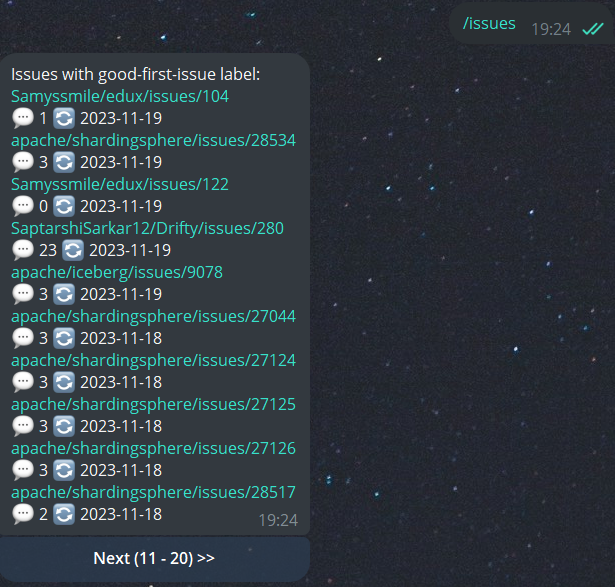 /issues 19:24
Issues with good-first-issue label:
Samyssmile/edux/issues/104
💬 1 🔄 2023-11-19
apache/shardingsphere/issues/28534
💬 3 🔄 2023-11-19
Samyssmile/edux/issues/122
💬 0 🔄 2023-11-19
SaptarshiSarkar12/Drifty/issues/280
💬 23 🔄 2023-11-19
apache/iceberg/issues/9078
💬 3 🔄 2023-11-19
apache/shardingsphere/issues/27044
💬 3 🔄 2023-11-18
apache/shardingsphere/issues/27124
💬 3 🔄 2023-11-18
apache/shardingsphere/issues/27125
💬 3 🔄 2023-11-18
apache/shardingsphere/issues/27126
💬 3 🔄 2023-11-18
apache/shardingsphere/issues/28517
💬 2 🔄 2023-11-18 19:24
Next (11 - 20) >>